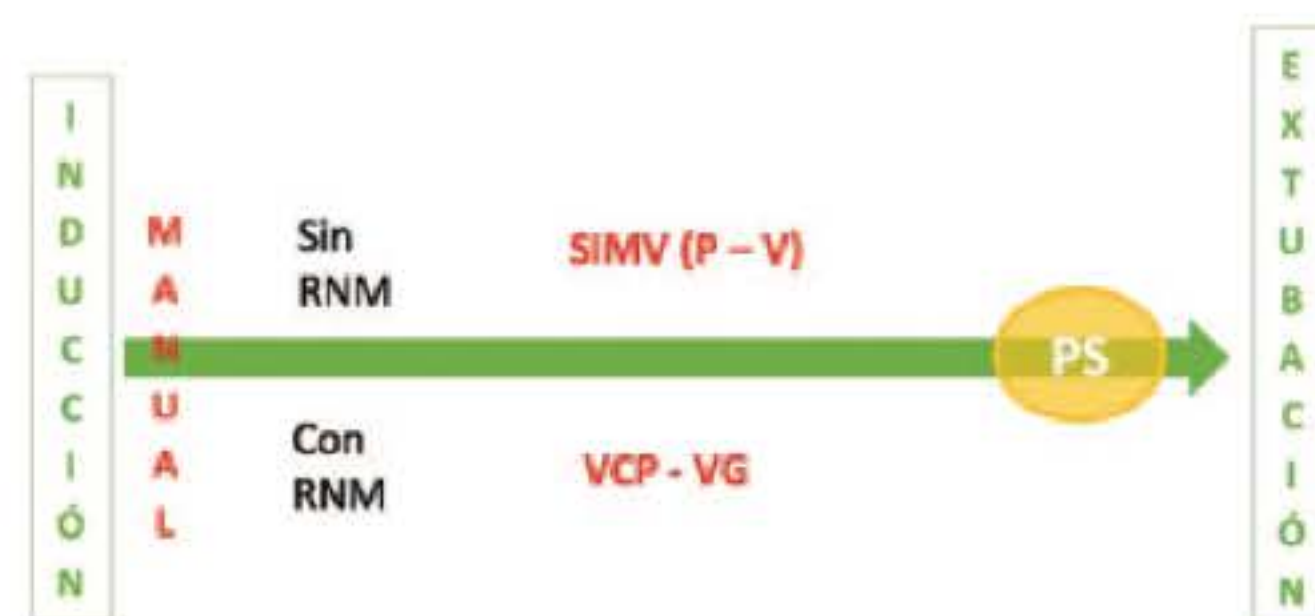 INDUCCIÓN
MANUAL
Sin
RNM
SIMV (P – V)
Con
RNM
VCP - VG
PS
EXTUBACIÓN